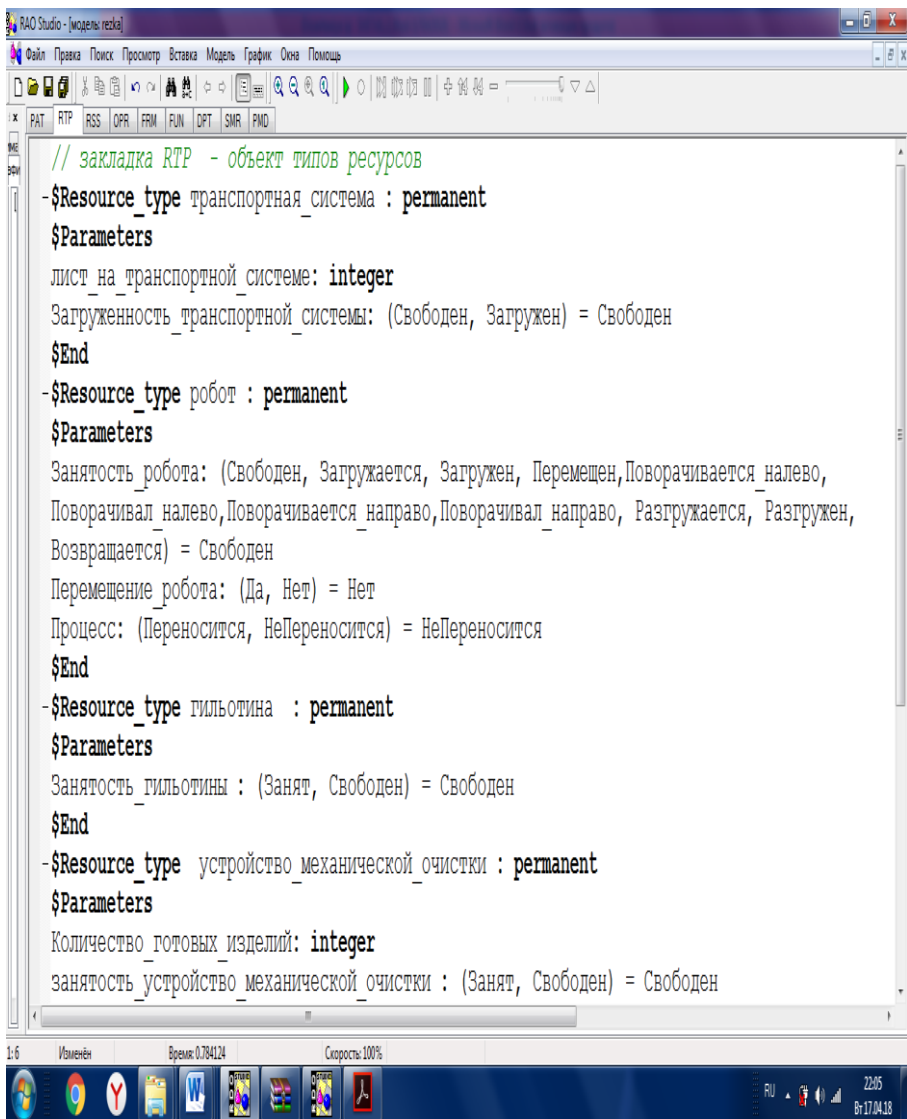 RAO Studio - [модель: rezka]
Файл Правка Поиск Просмотр Вставка Модель График Окна Помощь
PAT RTP RSS OPR FRM FUN DPT SMR PMD
// закладка RTP - объект типов ресурсов
-$Resource_type транспортная_система : permanent
$Parameters
лист_на_транспортной_системе: integer
Загруженность_транспортной_системы: (Свободен, Загружен) = Свободен
$End
-$Resource_type робот : permanent
$Parameters
Занятость_робота: (Свободен, Загружается, Загружен, Перемещен,Поворачивается_налево,
Поворачивал_налево,Поворачивается_направо,Поворачивал_направо, Разгружается, Разгружен,
Возвращается) = Свободен
Перемещение_робота: (Да, Нет) = Нет
Процесс: (Переносится, НеПереносится) = НеПереносится
$End
-$Resource_type гильотина : permanent
$Parameters
Занятость_гильотины : (Занят, Свободен) = Свободен
$End
-$Resource_type устройство_механической_очистки : permanent
$Parameters
Количество_готовых_изделий: integer
занятость_устройство_механической_очистки : (Занят, Свободен) = Свободен
1:6 Изменён Время: 0.784124 Скорость: 100%
RU 22:05
Вт 17.04.18